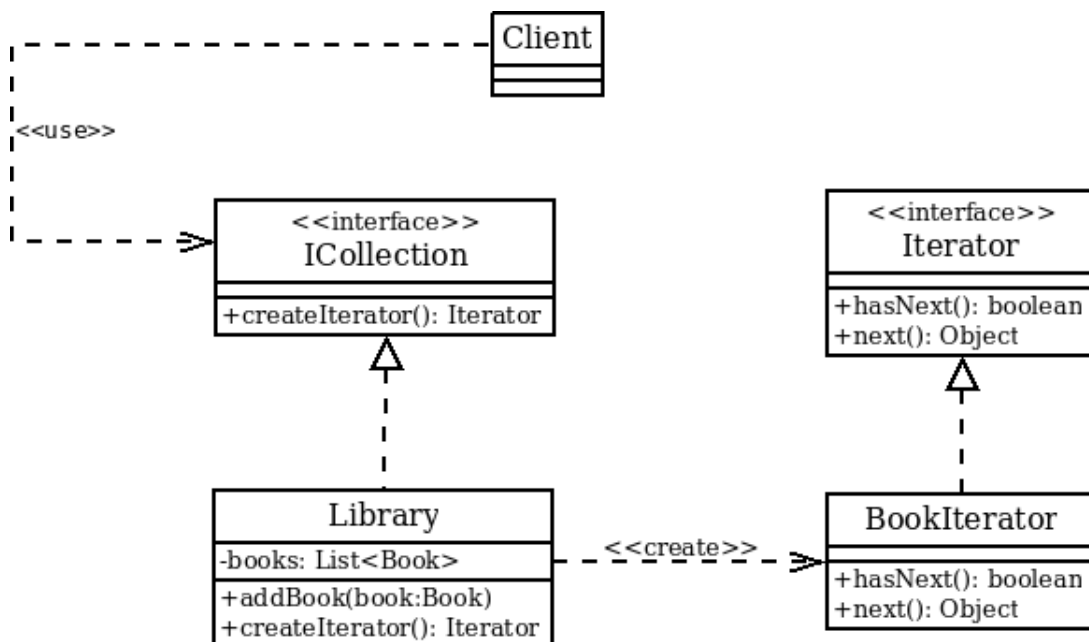 Client
<<use>>
<<interface>>
ICollection
+createIterator(): Iterator
<<interface>>
Iterator
+hasNext(): boolean
+next(): Object
Library
-books: List<Book>
+addBook(book:Book)
+createIterator(): Iterator
<<create>>
BookIterator
+hasNext(): boolean
+next(): Object